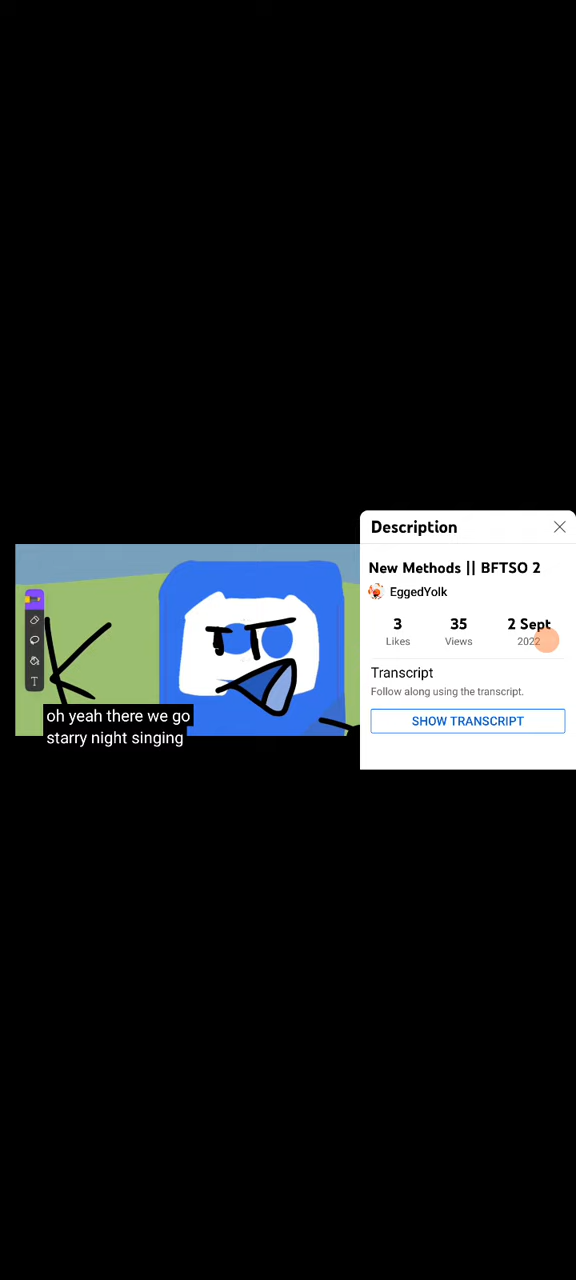 Description
New Methods || BFTSO 2
EggedYolk
3 35 2 Sept
Likes Views 2022
Transcript
Follow along using the transcript.
SHOW TRANSCRIPT
T
oh yeah there we go
starry night singing